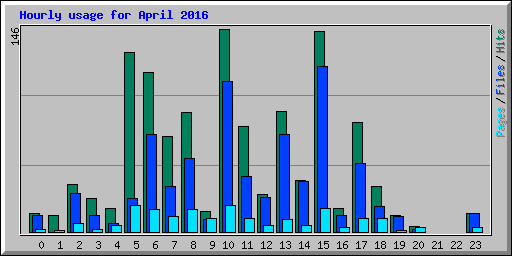 Hourly usage for April 2016
146
Pages/Files/Hits
0 1 2 3 4 5 6 7 8 9 10 11 12 13 14 15 16 17 18 19 20 21 22 23